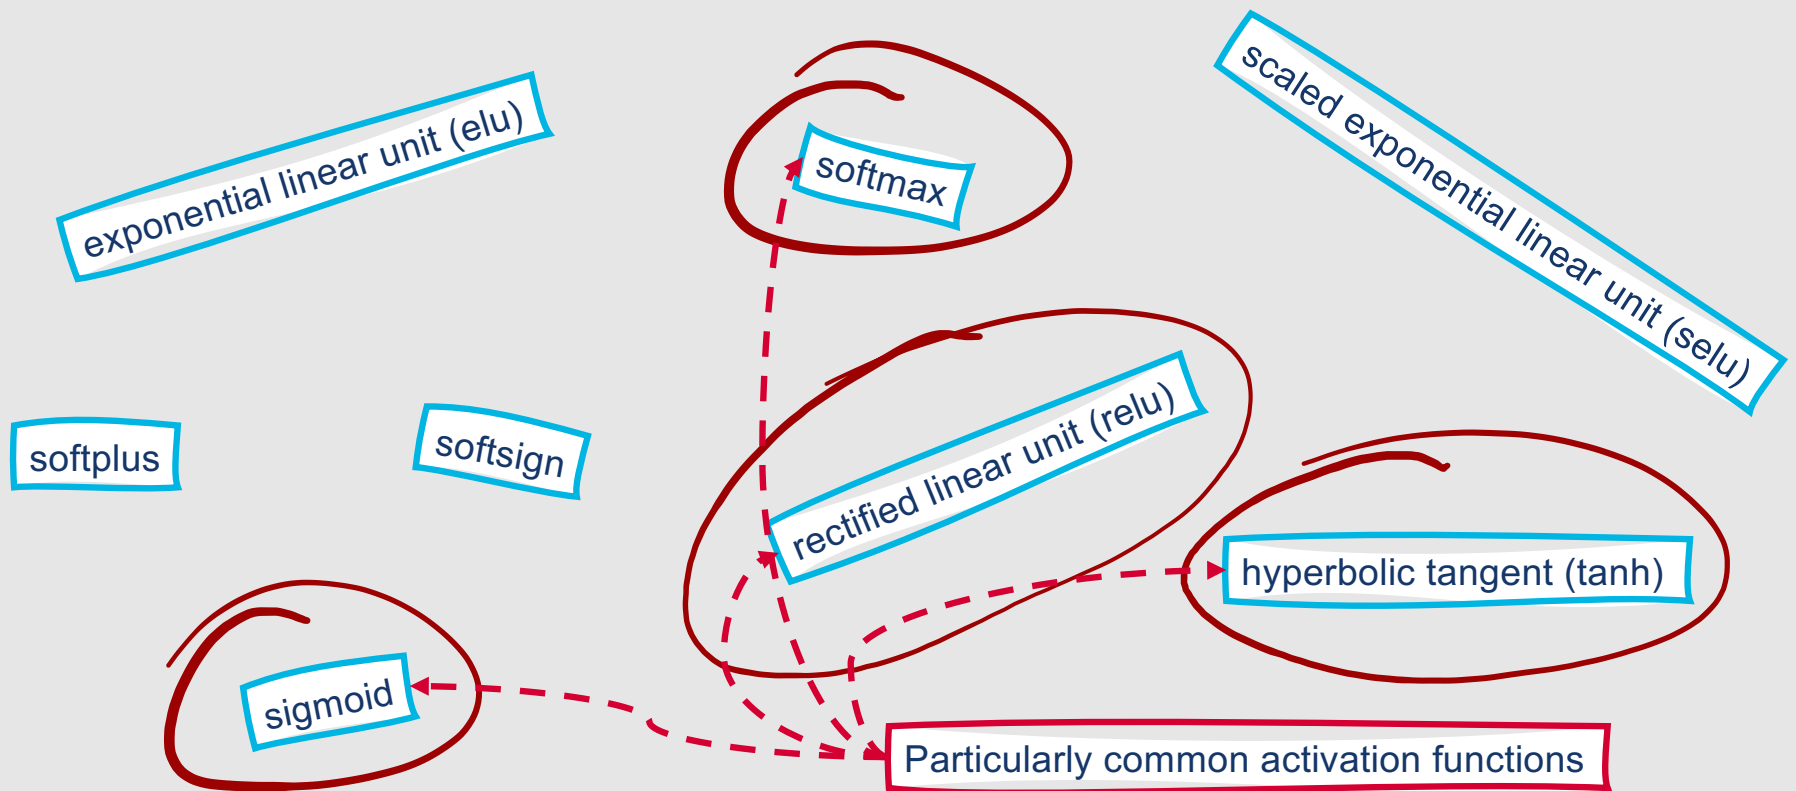 exponential linear unit (elu)
softmax
scaled exponential linear unit (selu)
softplus
softsign
rectified linear unit (relu)
hyperbolic tangent (tanh)
sigmoid
Particularly common activation functions